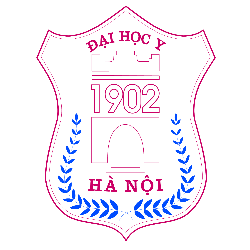 ĐẠI HỌC Y
1902
HÀ NỘI